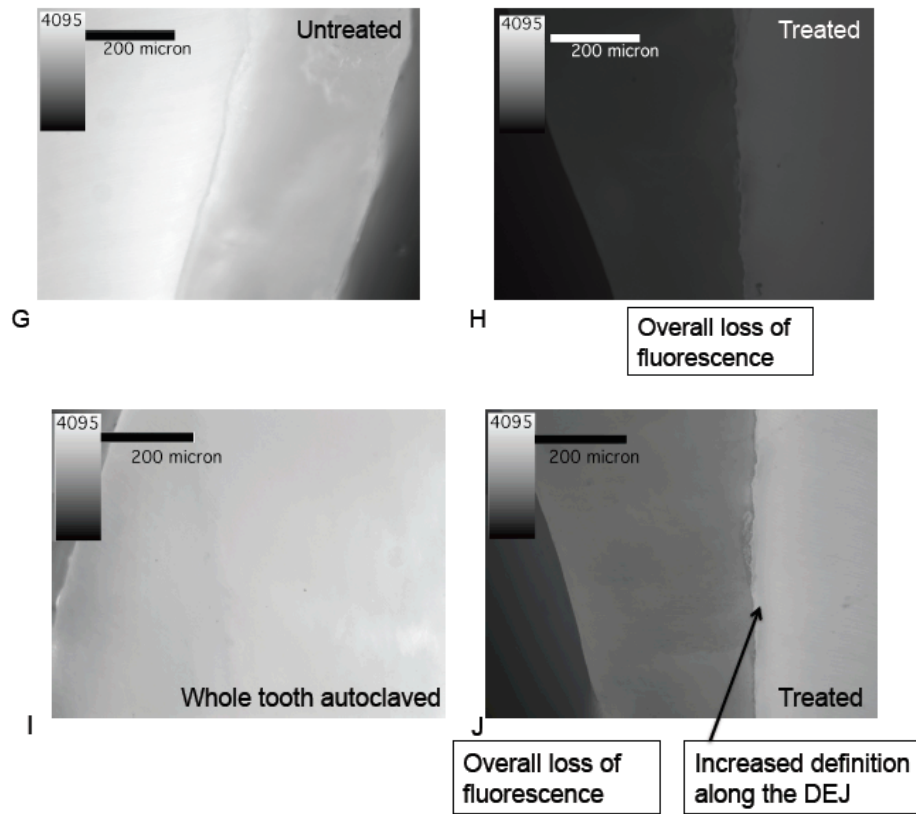 4095
200 micron
Untreated
G
4095
200 micron
Treated
H
Overall loss of
fluorescence
4095
200 micron
Whole tooth autoclaved
I
4095
200 micron
Treated
J
Overall loss of
fluorescence
Increased definition
along the DEJ